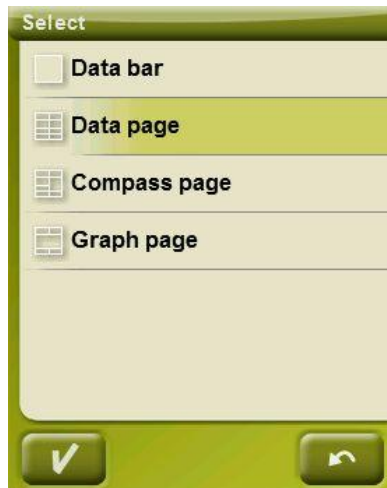 Select
Data bar
Data page
Compass page
Graph page